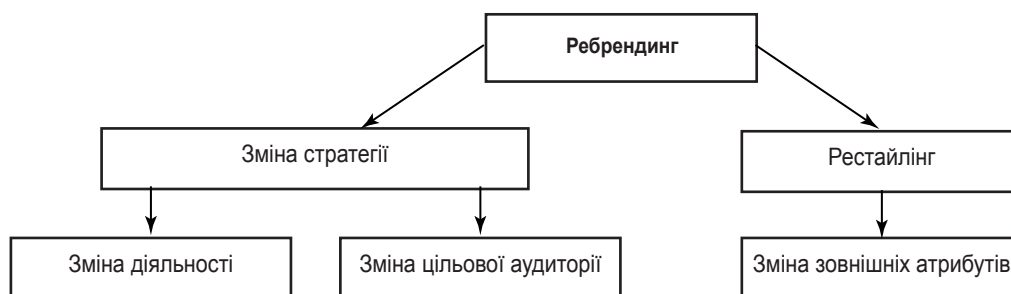 Ребрендинг
Зміна стратегії
Рестайлінг
Зміна діяльності
Зміна цільової аудиторії
Зміна зовнішніх атрибутів